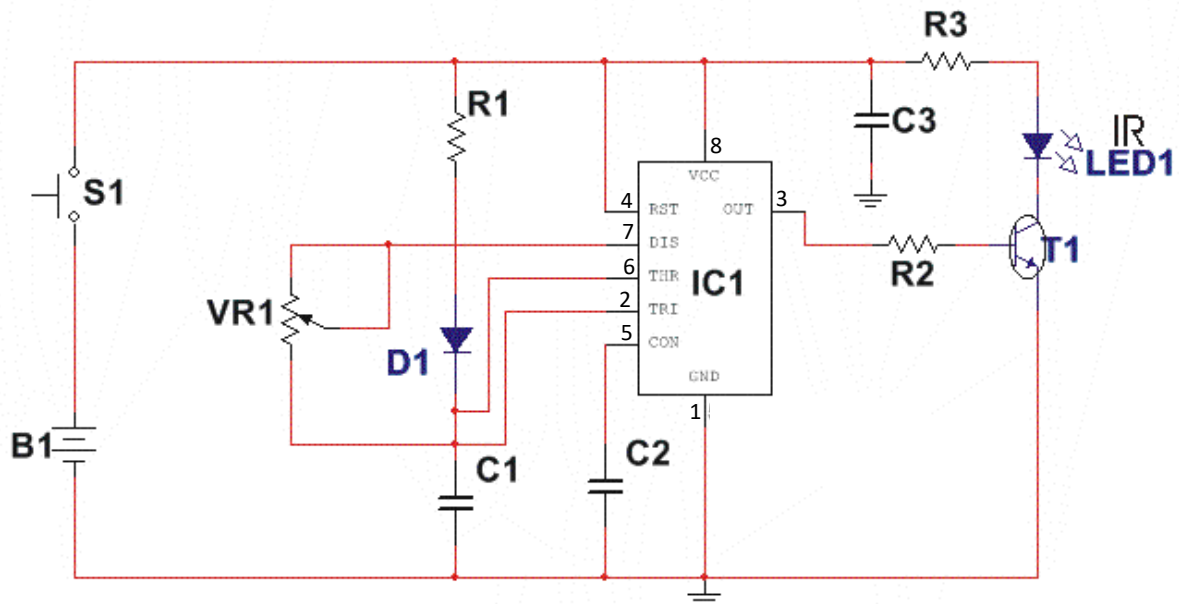 R3
R1
C3
IR
LED1
8
VCC
S1
4 RST OUT 3
7 DIS
6 THR
IC1
2 TRI
5 CON
GND
1
R2
T1
VR1
D1
B1
C1
C2